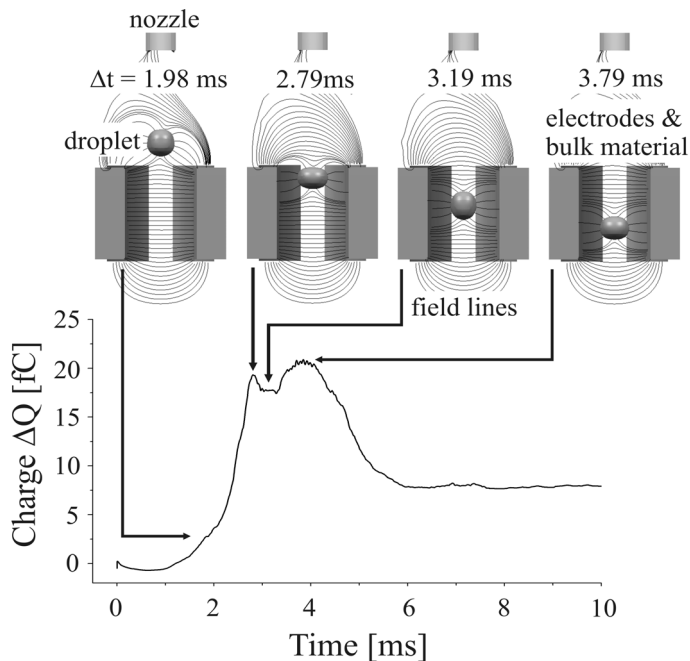 nozzle
Δt = 1.98 ms
2.79ms
3.19 ms
3.79 ms
droplet
electrodes &
bulk material
field lines
25
20
15
10
5
0
Charge ΔQ [fC]
0
2
4
6
8
10
Time [ms]